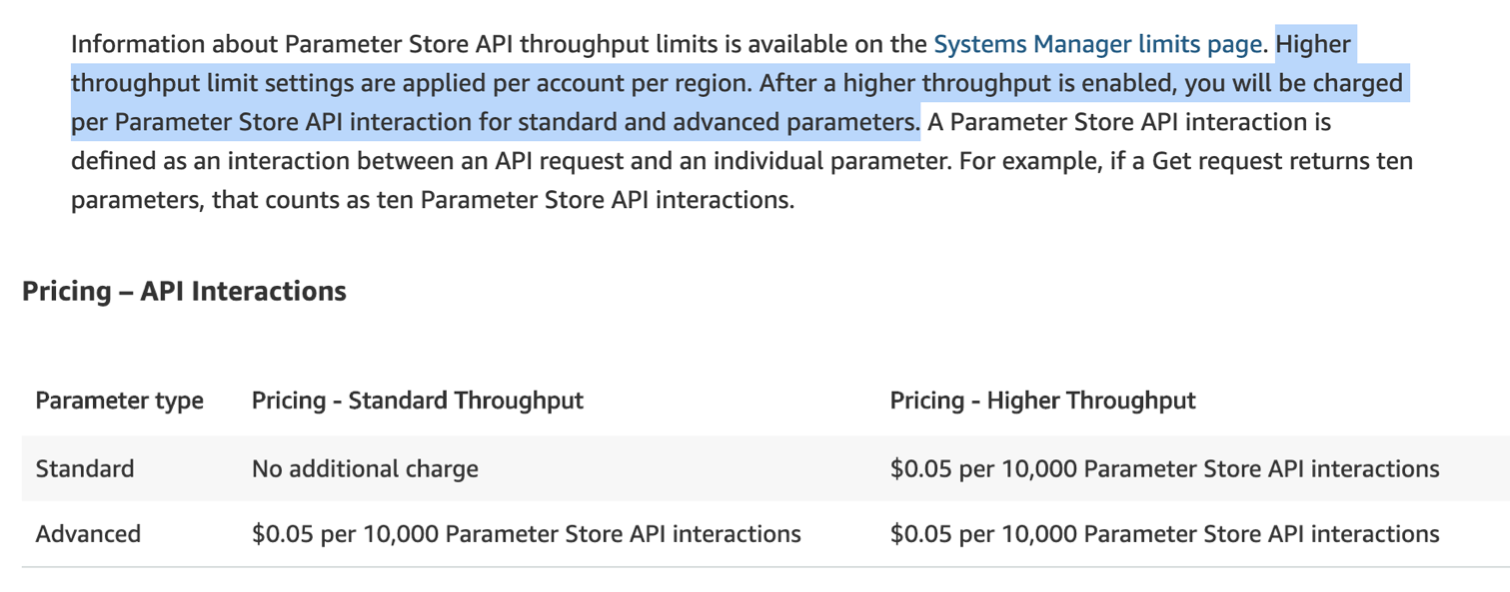 Information about Parameter Store API throughput limits is available on the Systems Manager limits page. Higher
throughput limit settings are applied per account per region. After a higher throughput is enabled, you will be charged
per Parameter Store API interaction for standard and advanced parameters. A Parameter Store API interaction is
defined as an interaction between an API request and an individual parameter. For example, if a Get request returns ten
parameters, that counts as ten Parameter Store API interactions.
Pricing – API Interactions
Parameter type Pricing - Standard Throughput Pricing - Higher Throughput
Standard No additional charge $0.05 per 10,000 Parameter Store API interactions
Advanced $0.05 per 10,000 Parameter Store API interactions $0.05 per 10,000 Parameter Store API interactions